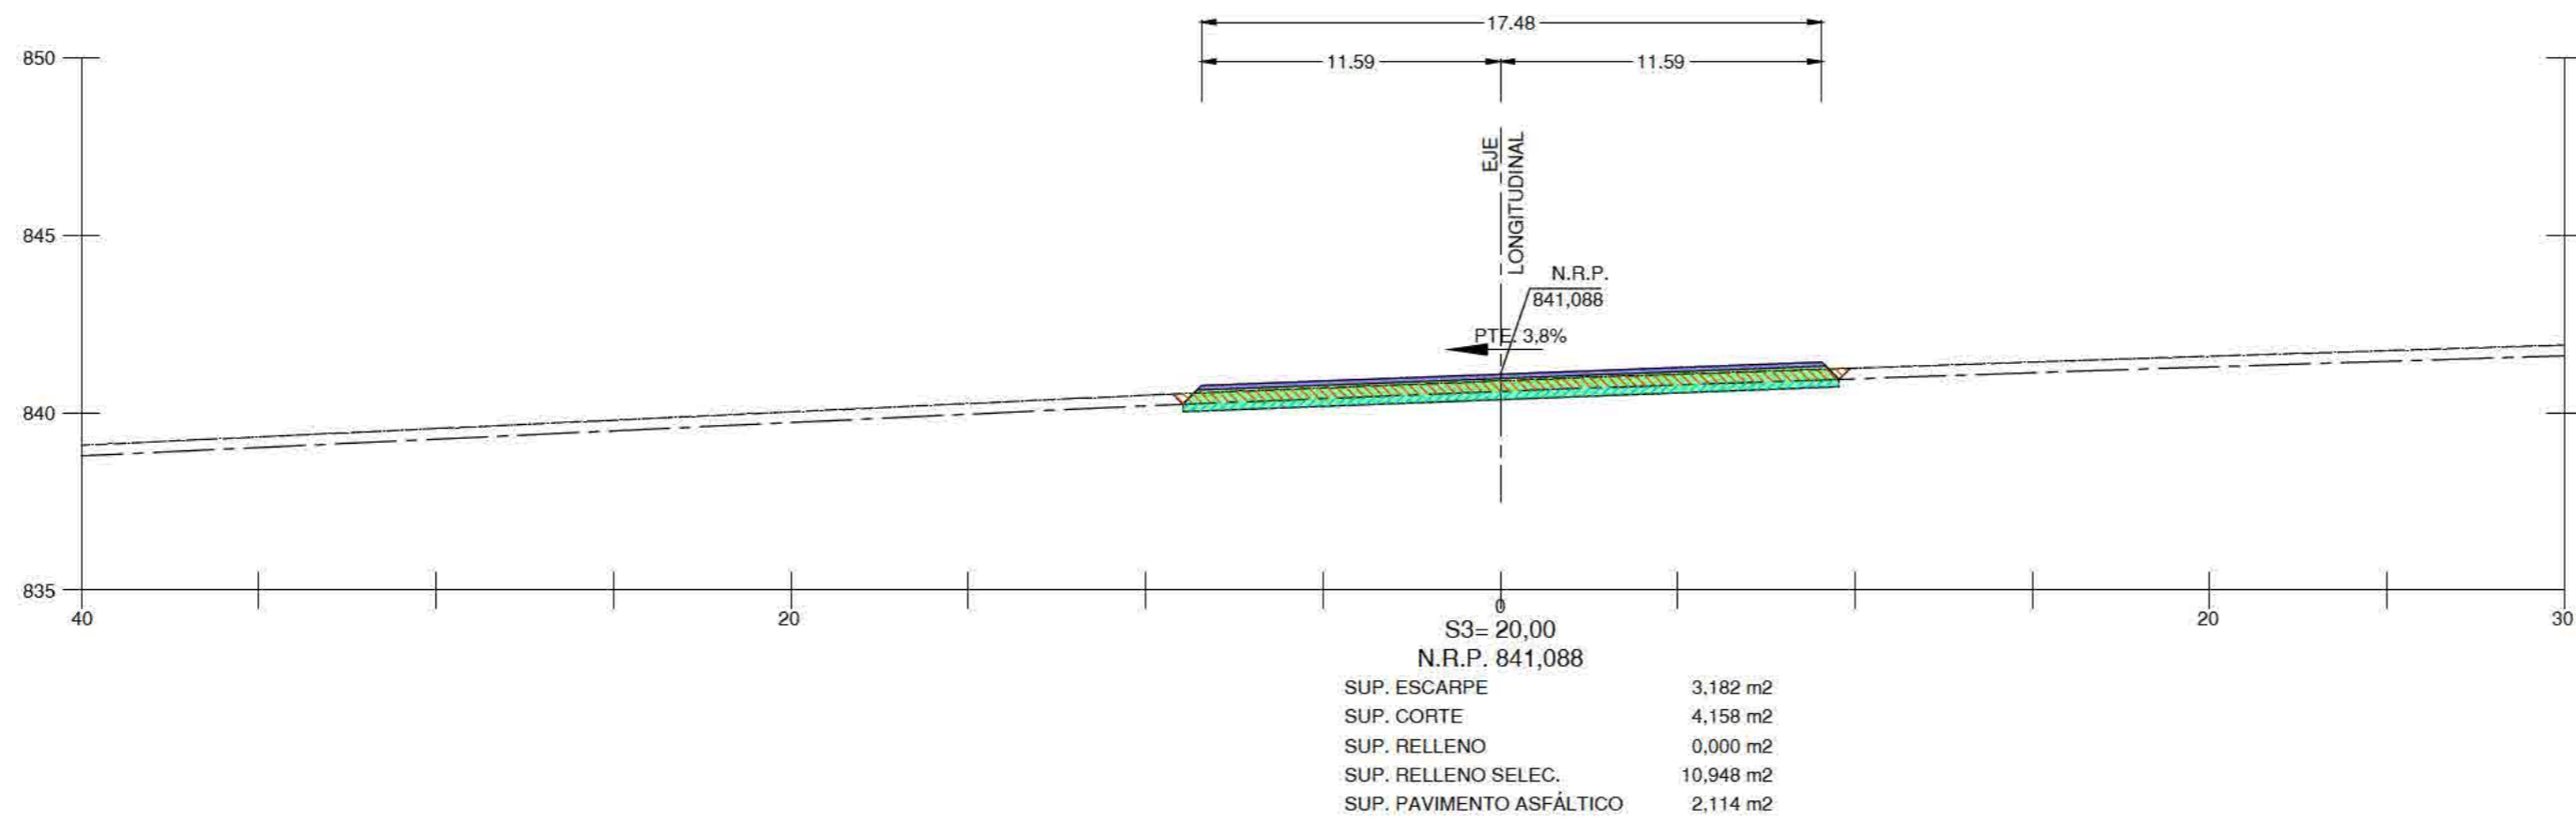 17.48
11.59 11.59
850
EJE
LONGITUDINAL
845
N.R.P.
841,088
PTE. 3,8%
840
835
40 20 0 20 30
S3= 20,00
N.R.P. 841,088
SUP. ESCARPE 3,182 m2
SUP. CORTE 4,158 m2
SUP. RELLENO 0,000 m2
SUP. RELLENO SELEC. 10,948 m2
SUP. PAVIMENTO ASFÁLTICO 2,114 m2